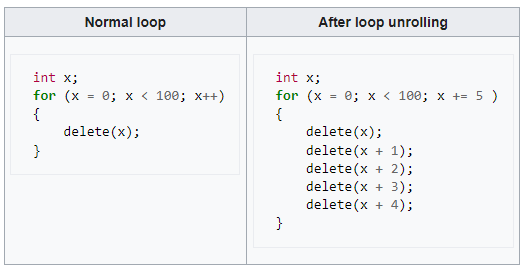 Normal loop
After loop unrolling
int x;
for (x = 0; x < 100; x++)
{
    delete(x);
}
int x;
for (x = 0; x < 100; x += 5 )
{
    delete(x);
    delete(x + 1);
    delete(x + 2);
    delete(x + 3);
    delete(x + 4);
}